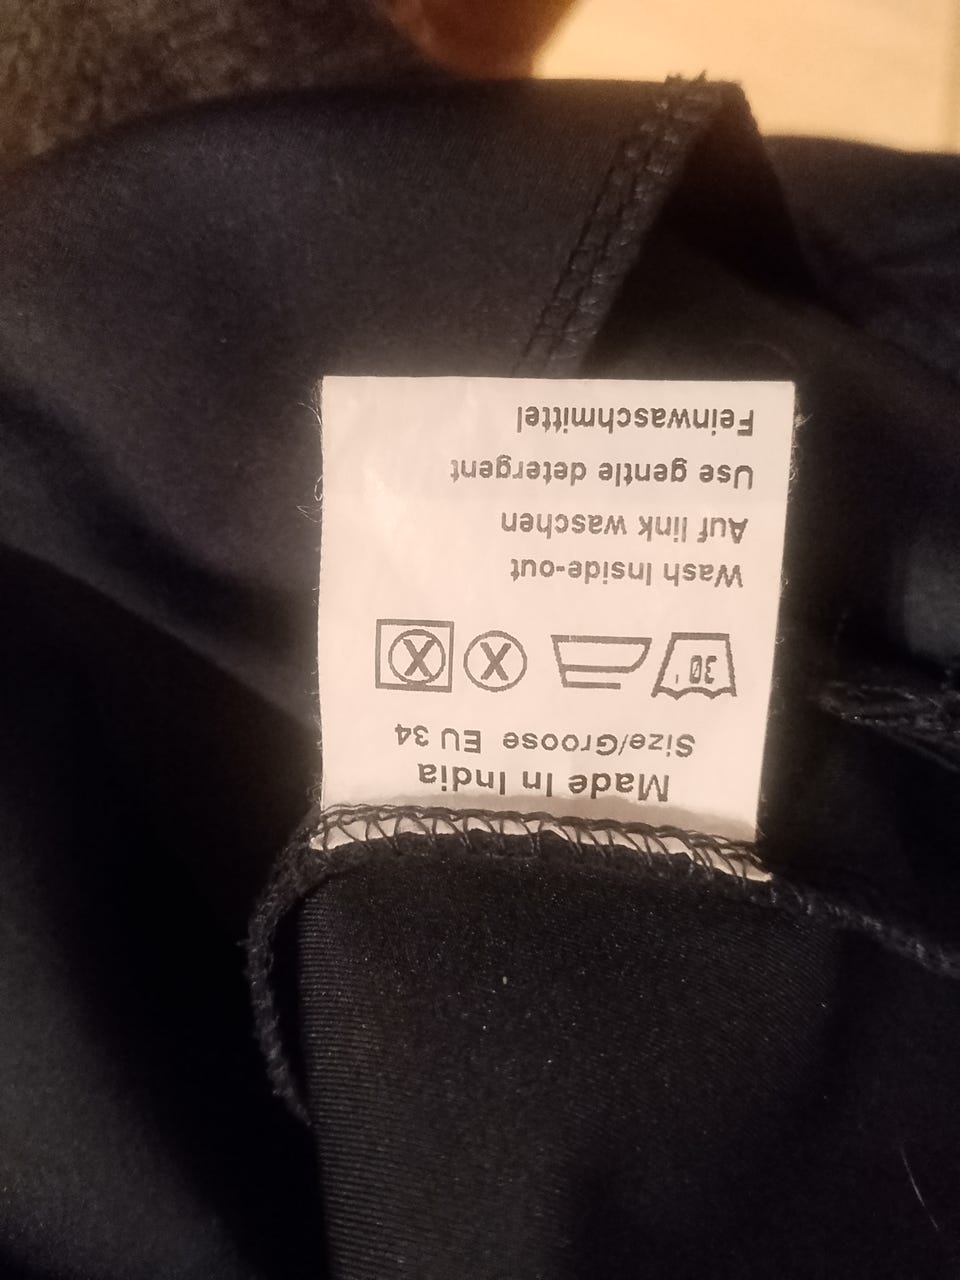 Made In India
Size/Groose EU 34
30
Wash Inside-out
Auf link waschen
Use gentle detergent
Feinwaschmittel